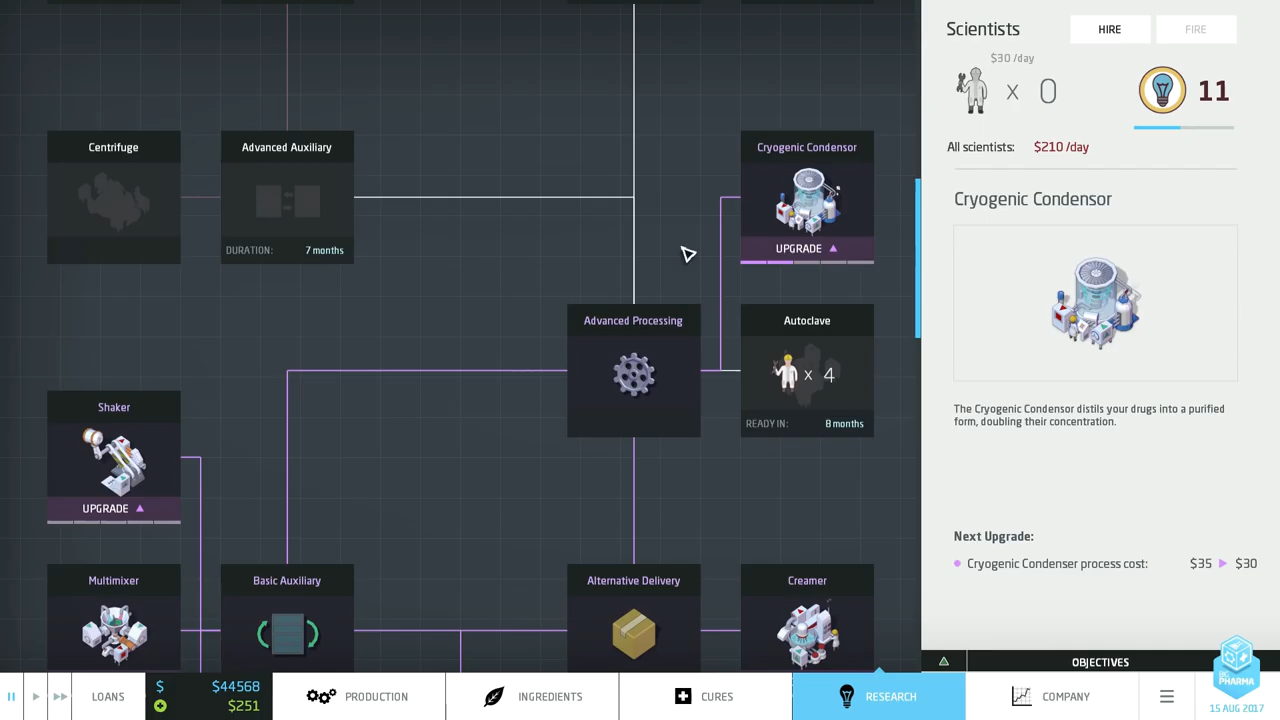 Scientists
HIRE
FIRE
$30 /day
x 0
11
All scientists: $210 /day
Cryogenic Condensor
The Cryogenic Condensor distils your drugs into a purified
form, doubling their concentration.
Next Upgrade:
Cryogenic Condenser process cost: $35 $30
Centrifuge
Advanced Auxiliary
DURATION: 7 months
Cryogenic Condensor
UPGRADE
Advanced Processing
Autoclave
x 4
READY IN: 8 months
Shaker
UPGRADE
Multimixer
Basic Auxiliary
Alternative Delivery
Creamer
OBJECTIVES
LOANS
$ $44568
$251
PRODUCTION
INGREDIENTS
CURES
RESEARCH
COMPANY
BIG
PHARMA
15 AUG 2017